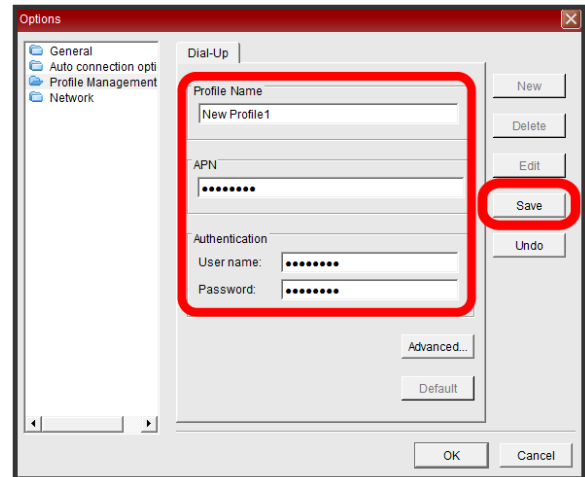 Options
General
Auto connection opti
Profile Management
Network
Dial-Up
Profile Name
New Profile1
APN
●●●●●●●●
Authentication
User name: ●●●●●●●●
Password: ●●●●●●●●
Advanced...
Default
New
Delete
Edit
Save
Undo
OK
Cancel